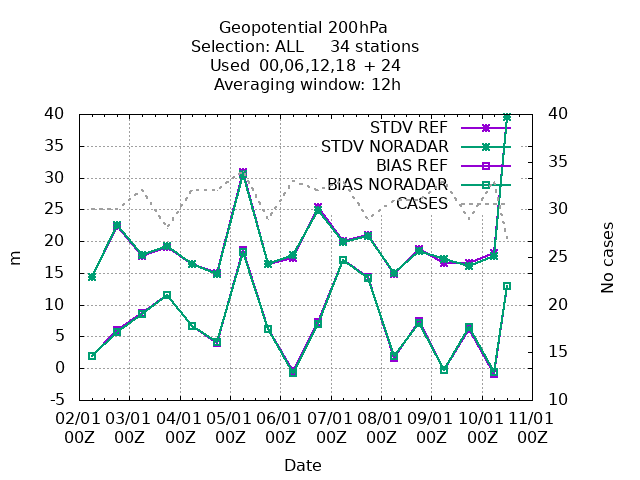 Geopotential 200hPa
Selection: ALL 34 stations
Used 00,06,12,18 + 24
Averaging window: 12h
40 40
STDV REF
35 35
STDV NORADAR
BIAS REF
30 30
BIAS NORADAR
CASES
25
20 25
15
10 20
5
0 15
-5 10
m
No cases
02/01 03/01 04/01 05/01 06/01 07/01 08/01 09/01 10/01 11/01
00Z 00Z 00Z 00Z 00Z 00Z 00Z 00Z 00Z 00Z
Date